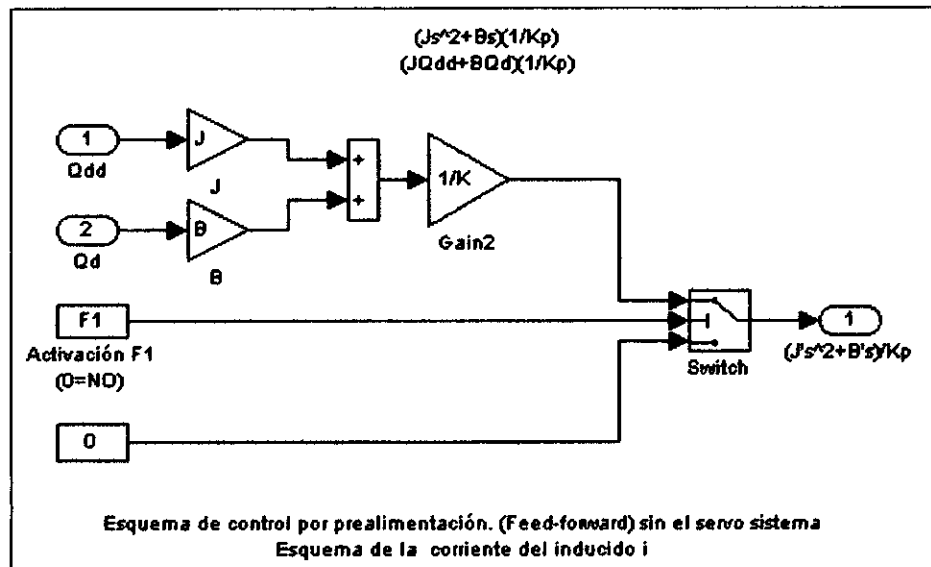 (Js^2+Bs)(1/Kp)
(JQdd+BQd)(1/Kp)
1
Qdd
J
J
+
+
1/K
Gain2
2
Qd
B
B
F1
Activación F1
(0=NO)
0
Switch
1
(J's^2+B's)/Kp
Esquema de control por prealimentación. (Feed-forward) sin el servo sistema
Esquema de la corriente del inducido i